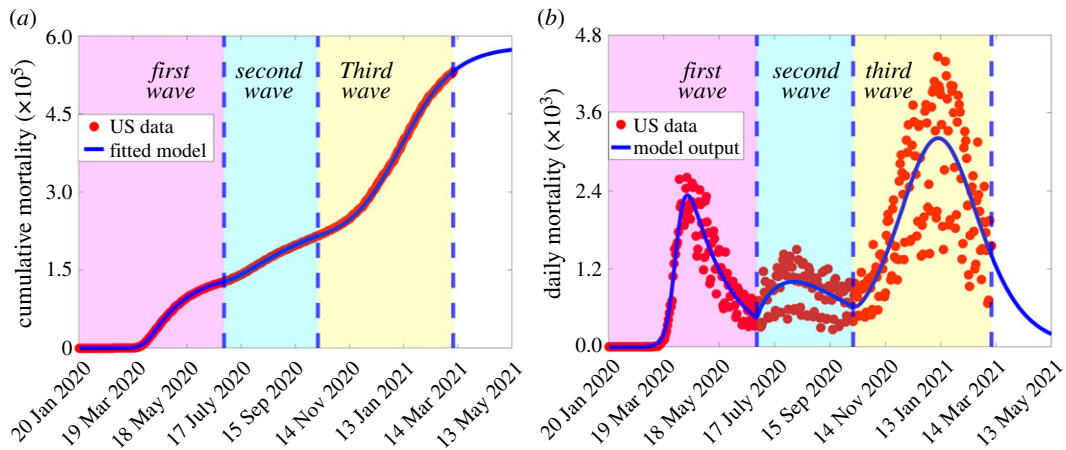 (a)
cumulative mortality (×10⁵)
6.0
4.5
3.0
1.5
0
first
wave
second
wave
Third
wave
US data
fitted model
20 Jan 2020
19 Mar 2020
18 May 2020
17 July 2020
15 Sep 2020
14 Nov 2020
13 Jan 2021
14 Mar 2021
13 May 2021
(b)
daily mortality (×10³)
4.8
3.6
2.4
1.2
0.0
first
wave
second
wave
third
wave
US data
model output
20 Jan 2020
19 Mar 2020
18 May 2020
17 July 2020
15 Sep 2020
14 Nov 2020
13 Jan 2021
14 Mar 2021
13 May 2021